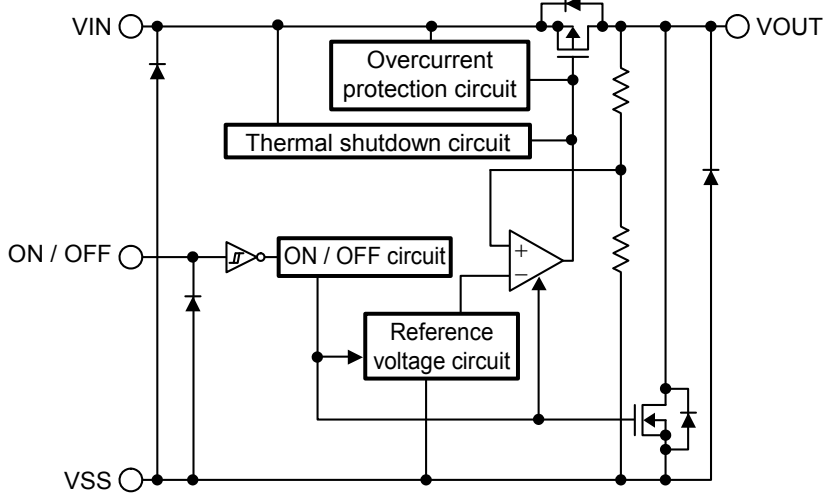 VIN
VOUT
Overcurrent
protection circuit
Thermal shutdown circuit
ON / OFF
ON / OFF circuit
+
−
Reference
voltage circuit
VSS